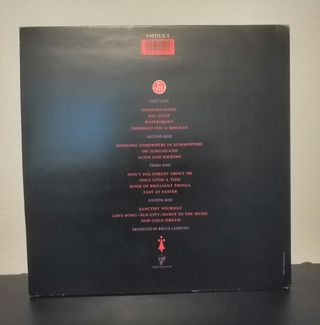 SMDLX 1
FIRST SIDE
GHOSTDANCING
BIG SLEEP
WATERFRONT
PROMISED YOU A MIRACLE
SECOND SIDE
SOMEONE SOMEWHERE IN SUMMERTIME
OH JUNGLELAND
ALIVE AND KICKING
THIRD SIDE
DON'T YOU FORGET ABOUT ME
ONCE UPON A TIME
BOOK OF BRILLIANT THINGS
EAST AT EASTER
FOURTH SIDE
SANCTIFY YOURSELF
LOVE SONG • SUN CITY • DANCE TO THE MUSIC
NEW GOLD DREAM
PRODUCED BY BRUCE LAMPCOV